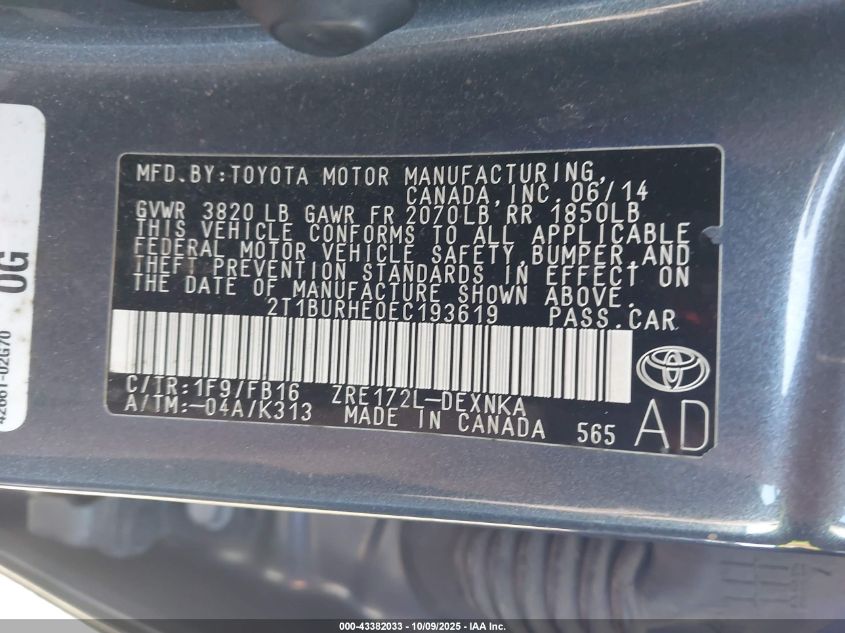 MFD.BY:TOYOTA MOTOR MANUFACTURING,
CANADA,INC. 06/14
GVWR 3820 LB GAWR FR 2070LB RR 1850LB
THIS VEHICLE CONFORMS TO ALL APPLICABLE
FEDERAL MOTOR VEHICLE SAFETY,BUMPER,AND
THEFT PREVENTION STANDARDS IN EFFECT ON
THE DATE OF MANUFACTURE SHOWN ABOVE.
2T1BURHE0EC193619 PASS.CAR
C/TR:1F9/FB16 ZRE172L-DEXNKA
A/TM:-04A/K313 MADE IN CANADA 565 AD
0G
42661-02G70
000-43382033 - 10/09/2025 - IAA Inc.